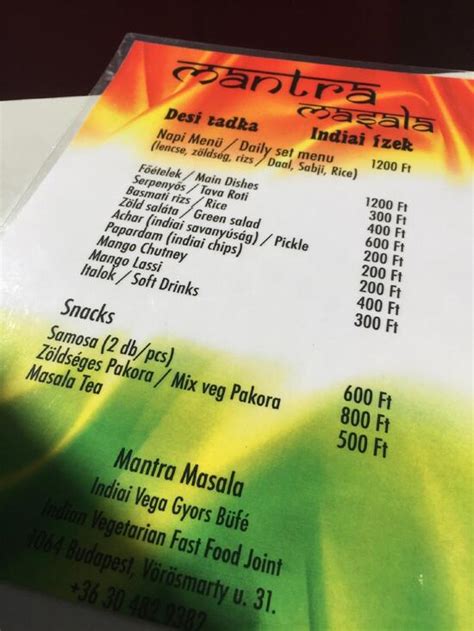 mantra
masala
Desi tadka Indiai ízek
Napi Menü / Daily set menu 1200 Ft
(lencse, zöldség, rizs / Daal, Sabji, Rice)
Főételek / Main Dishes 1200 Ft
Serpenyős / Tava Roti 300 Ft
Basmati rizs / Rice 400 Ft
Zöld saláta / Green salad 600 Ft
Achar (indiai savanyúság) / Pickle 200 Ft
Papardam (indiai chips) 200 Ft
Mango Chutney 200 Ft
Mango Lassi 400 Ft
Italok / Soft Drinks 300 Ft
Snacks
Samosa (2 db/pcs) 600 Ft
Zöldséges Pakora / Mix veg Pakora 800 Ft
Masala Tea 500 Ft
Mantra Masala
Indiai Vega Gyors Büfé
Indian Vegetarian Fast Food Joint
1064 Budapest, Vörösmarty u. 31.
+36 30 482